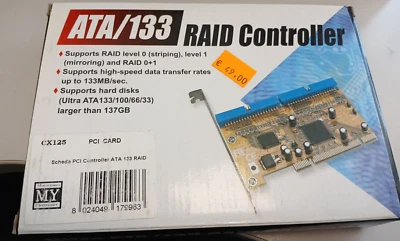 ATA/133 RAID Controller
• Supports RAID level 0 (striping), level 1
(mirroring) and RAID 0+1
• Supports high-speed data transfer rates
up to 133MB/sec.
• Supports hard disks
(Ultra ATA133/100/66/33)
larger than 137GB
€ 49,00
CX125 PCI CARD
Scheda PCI Controller ATA 133 RAID
MY
8 024049 179963